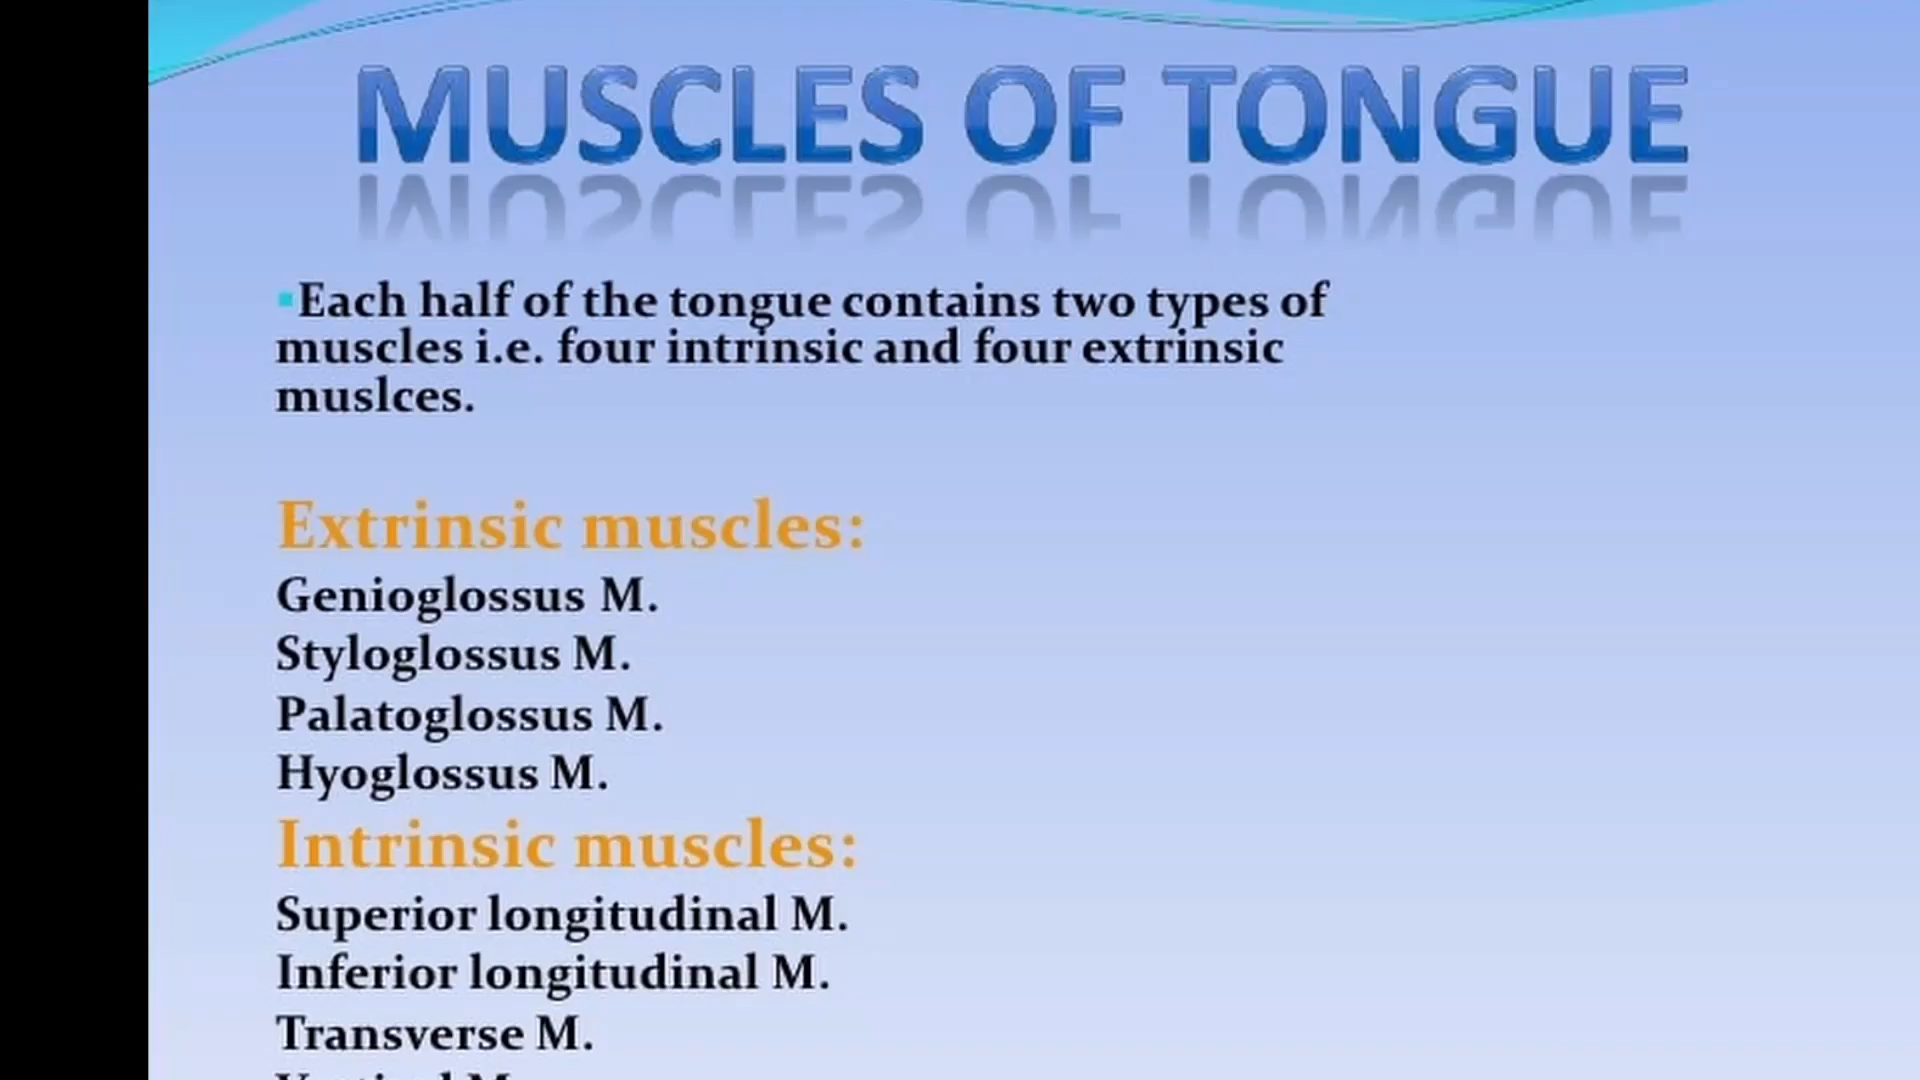 MUSCLES OF TONGUE
▪Each half of the tongue contains two types of
muscles i.e. four intrinsic and four extrinsic
muslces.
Extrinsic muscles:
Genioglossus M.
Styloglossus M.
Palatoglossus M.
Hyoglossus M.
Intrinsic muscles:
Superior longitudinal M.
Inferior longitudinal M.
Transverse M.